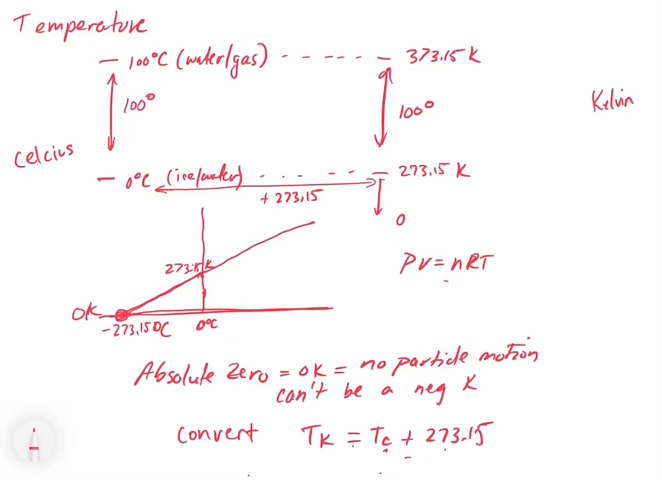 Temperature
100°C (water/gas) 373.15 K
100° 100°
Kelvin
Celcius
0°C (ice/water) 273.15 K
+ 273.15
0
273.15 K
PV = nRT
0K
-273.15°C 0°C
Absolute Zero = 0K = no particle motion
can't be a neg K
Convert TK = Tc + 273.15